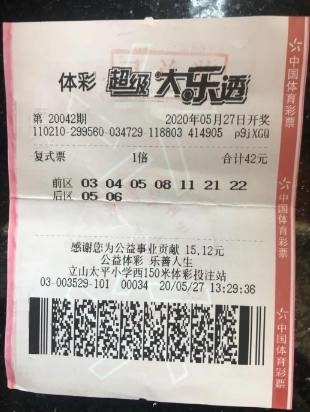 体彩 超级大乐透
第 20042期 2020年05月27日开奖
110210-299560-034729-118803 414905 p9jXGQ
复式票 1倍 合计42元
前区 03 04 05 08 11 21 22
后区 05 06
感谢您为公益事业贡献 15.12元
公益体彩 乐善人生
立山太平小学西150米体彩投注站
03-003529-101 00034 20/05/27 13:29:36
中国体育彩票
中国体育彩票
中国体育彩票